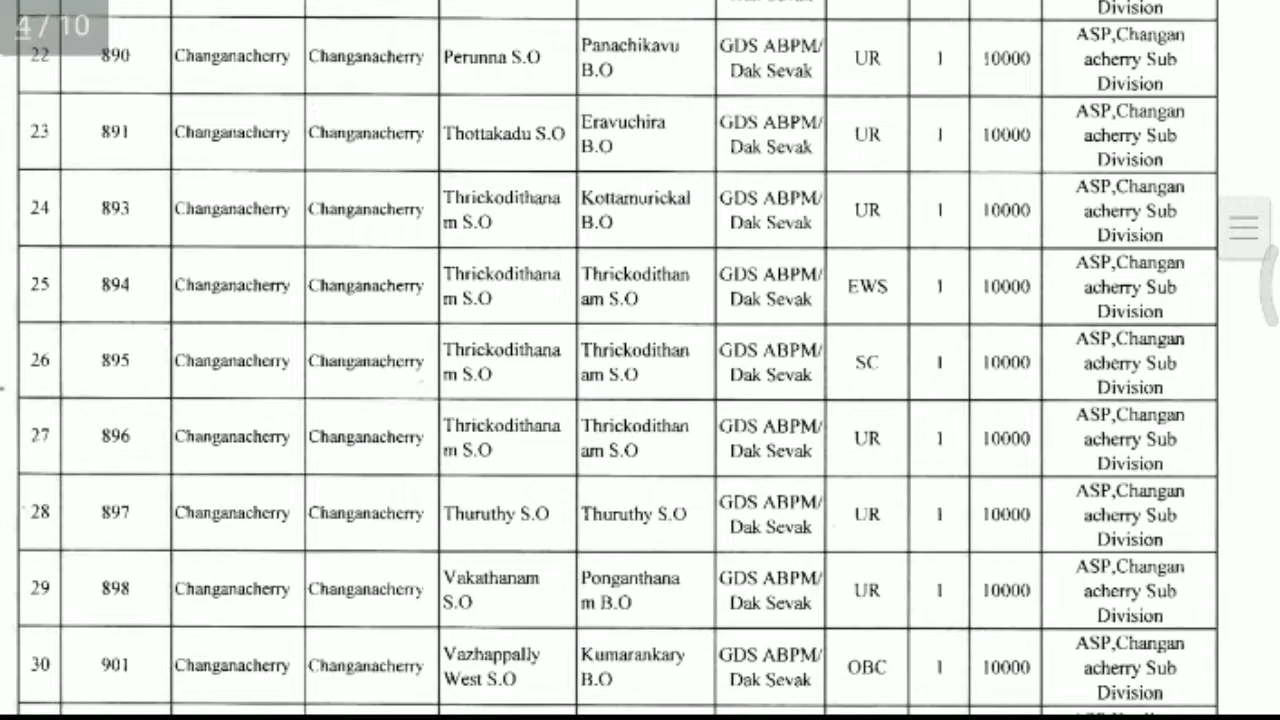 Division
4 / 10
22 890 Changanacherry Changanacherry Perunna S.O Panachikavu B.O GDS ABPM/ Dak Sevak UR 1 10000 ASP,Changan acherry Sub Division
23 891 Changanacherry Changanacherry Thottakadu S.O Eravuchira B.O GDS ABPM/ Dak Sevak UR 1 10000 ASP,Changan acherry Sub Division
24 893 Changanacherry Changanacherry Thrickodithana m S.O Kottamurickal B.O GDS ABPM/ Dak Sevak UR 1 10000 ASP,Changan acherry Sub Division
25 894 Changanacherry Changanacherry Thrickodithana m S.O Thrickodithan am S.O GDS ABPM/ Dak Sevak EWS 1 10000 ASP,Changan acherry Sub Division
26 895 Changanacherry Changanacherry Thrickodithana m S.O Thrickodithan am S.O GDS ABPM/ Dak Sevak SC 1 10000 ASP,Changan acherry Sub Division
27 896 Changanacherry Changanacherry Thrickodithana m S.O Thrickodithan am S.O GDS ABPM/ Dak Sevak UR 1 10000 ASP,Changan acherry Sub Division
28 897 Changanacherry Changanacherry Thuruthy S.O Thuruthy S.O GDS ABPM/ Dak Sevak UR 1 10000 ASP,Changan acherry Sub Division
29 898 Changanacherry Changanacherry Vakathanam S.O Ponganthana m B.O GDS ABPM/ Dak Sevak UR 1 10000 ASP,Changan acherry Sub Division
30 901 Changanacherry Changanacherry Vazhappally West S.O Kumarankary B.O GDS ABPM/ Dak Sevak OBC 1 10000 ASP,Changan acherry Sub Division